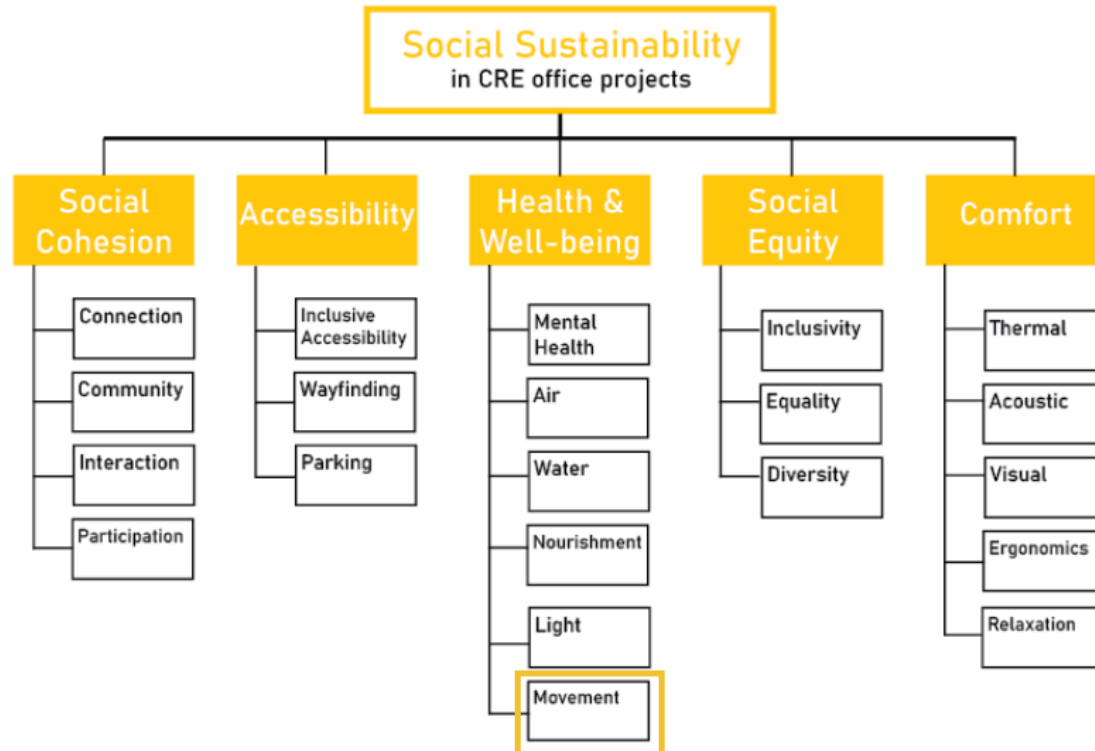 Social Sustainability
in CRE office projects
Social
Cohesion
Connection
Community
Interaction
Participation
Accessibility
Inclusive
Accessibility
Wayfinding
Parking
Health &
Well-being
Mental
Health
Air
Water
Nourishment
Light
Movement
Social
Equity
Inclusivity
Equality
Diversity
Comfort
Thermal
Acoustic
Visual
Ergonomics
Relaxation